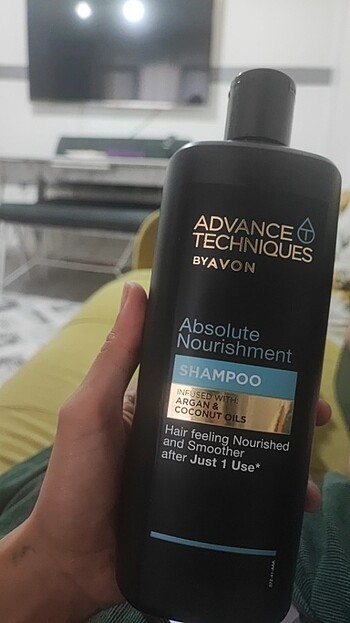 ADVANCE T
TECHNIQUES
BY AVON
Absolute
Nourishment
SHAMPOO
INFUSED WITH
ARGAN &
COCONUT OILS
Hair feeling Nourished
and Smoother
after Just 1 Use*